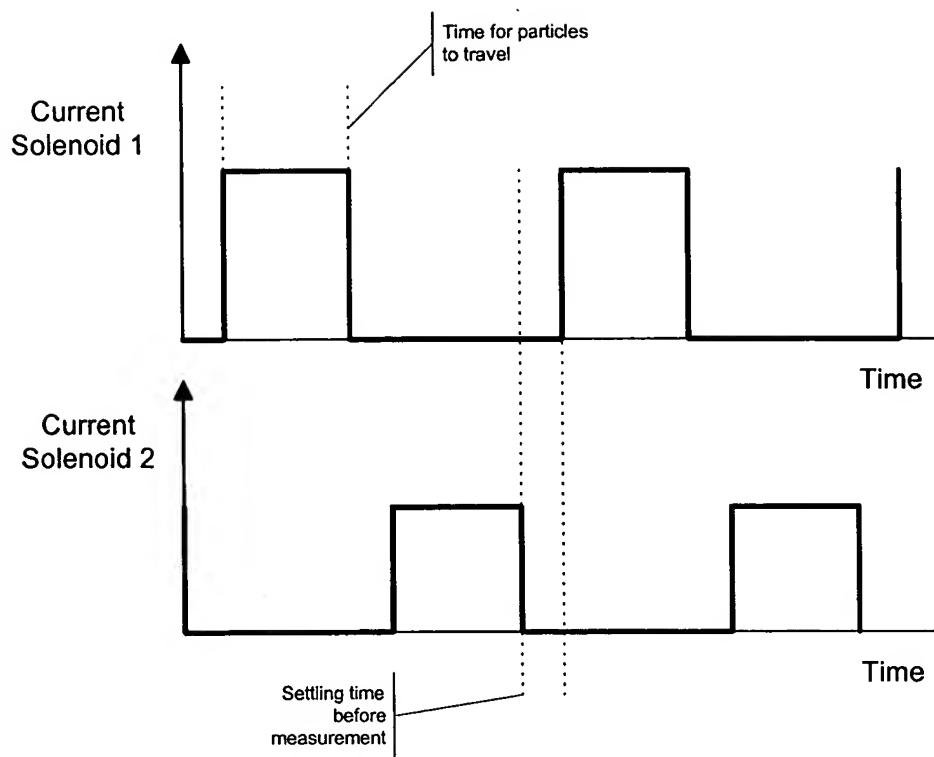 Time for particles
to travel
Current
Solenoid 1
Time
Current
Solenoid 2
Time
Settling time
before
measurement